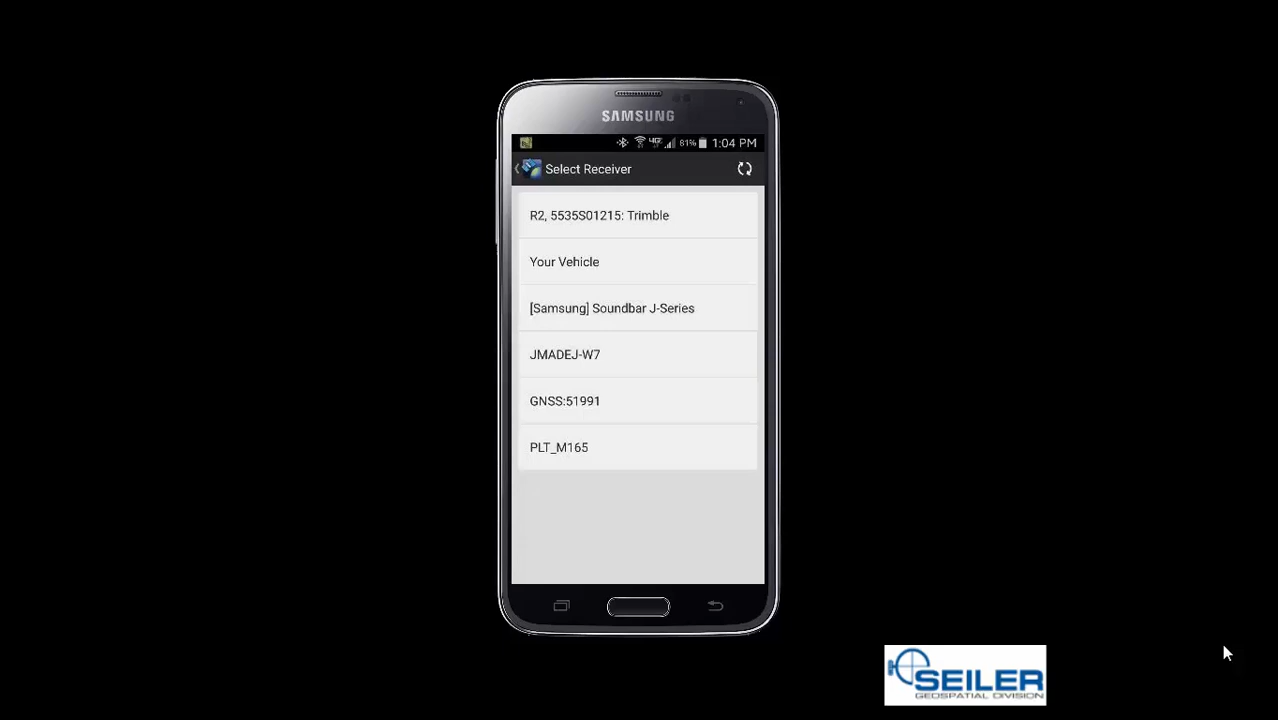 SAMSUNG
4G 81% 1:04 PM
Select Receiver
R2, 5535S01215: Trimble
Your Vehicle
[Samsung] Soundbar J-Series
JMADEJ-W7
GNSS:51991
PLT_M165
SEILER
GEOSPATIAL DIVISION